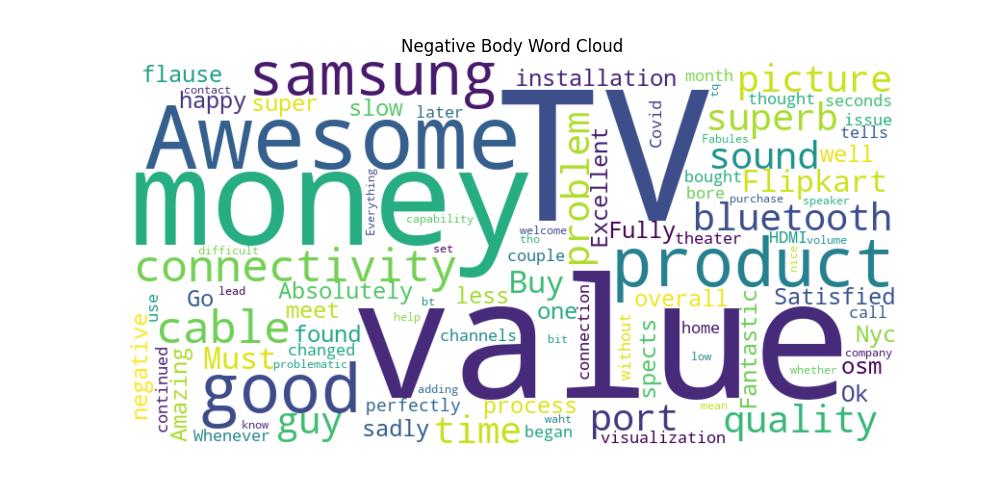 Negative Body Word Cloud
flause
contact
samsung
installation
month
picture
happy
super
slow
later
TV
tq
thought
seconds
Awesome
Covid
superb
issue
tells
Fabules
problem
Excellent
sound
well
money
Everything
capability
bought
Flipkart
bore
purchase
speaker
bluetooth
welcome
tho
Fully
theater
HDMI
volume
difficult
set
couple
connectivity
product
nice
lead
Absolutely
bt
less
Buy
connection
overall
Satisfied
use
Go
meet
help
one
value
home
call
cable
found
channels
bit
without
spects
Fantastic
Nyc
negative
continued
Amazing
Must
changed
problematic
low
whether
company
osm
good
adding
Ok
know
guy
perfectly
process
port
mean
quality
Whenever
sadly
time
waht
began
visualization